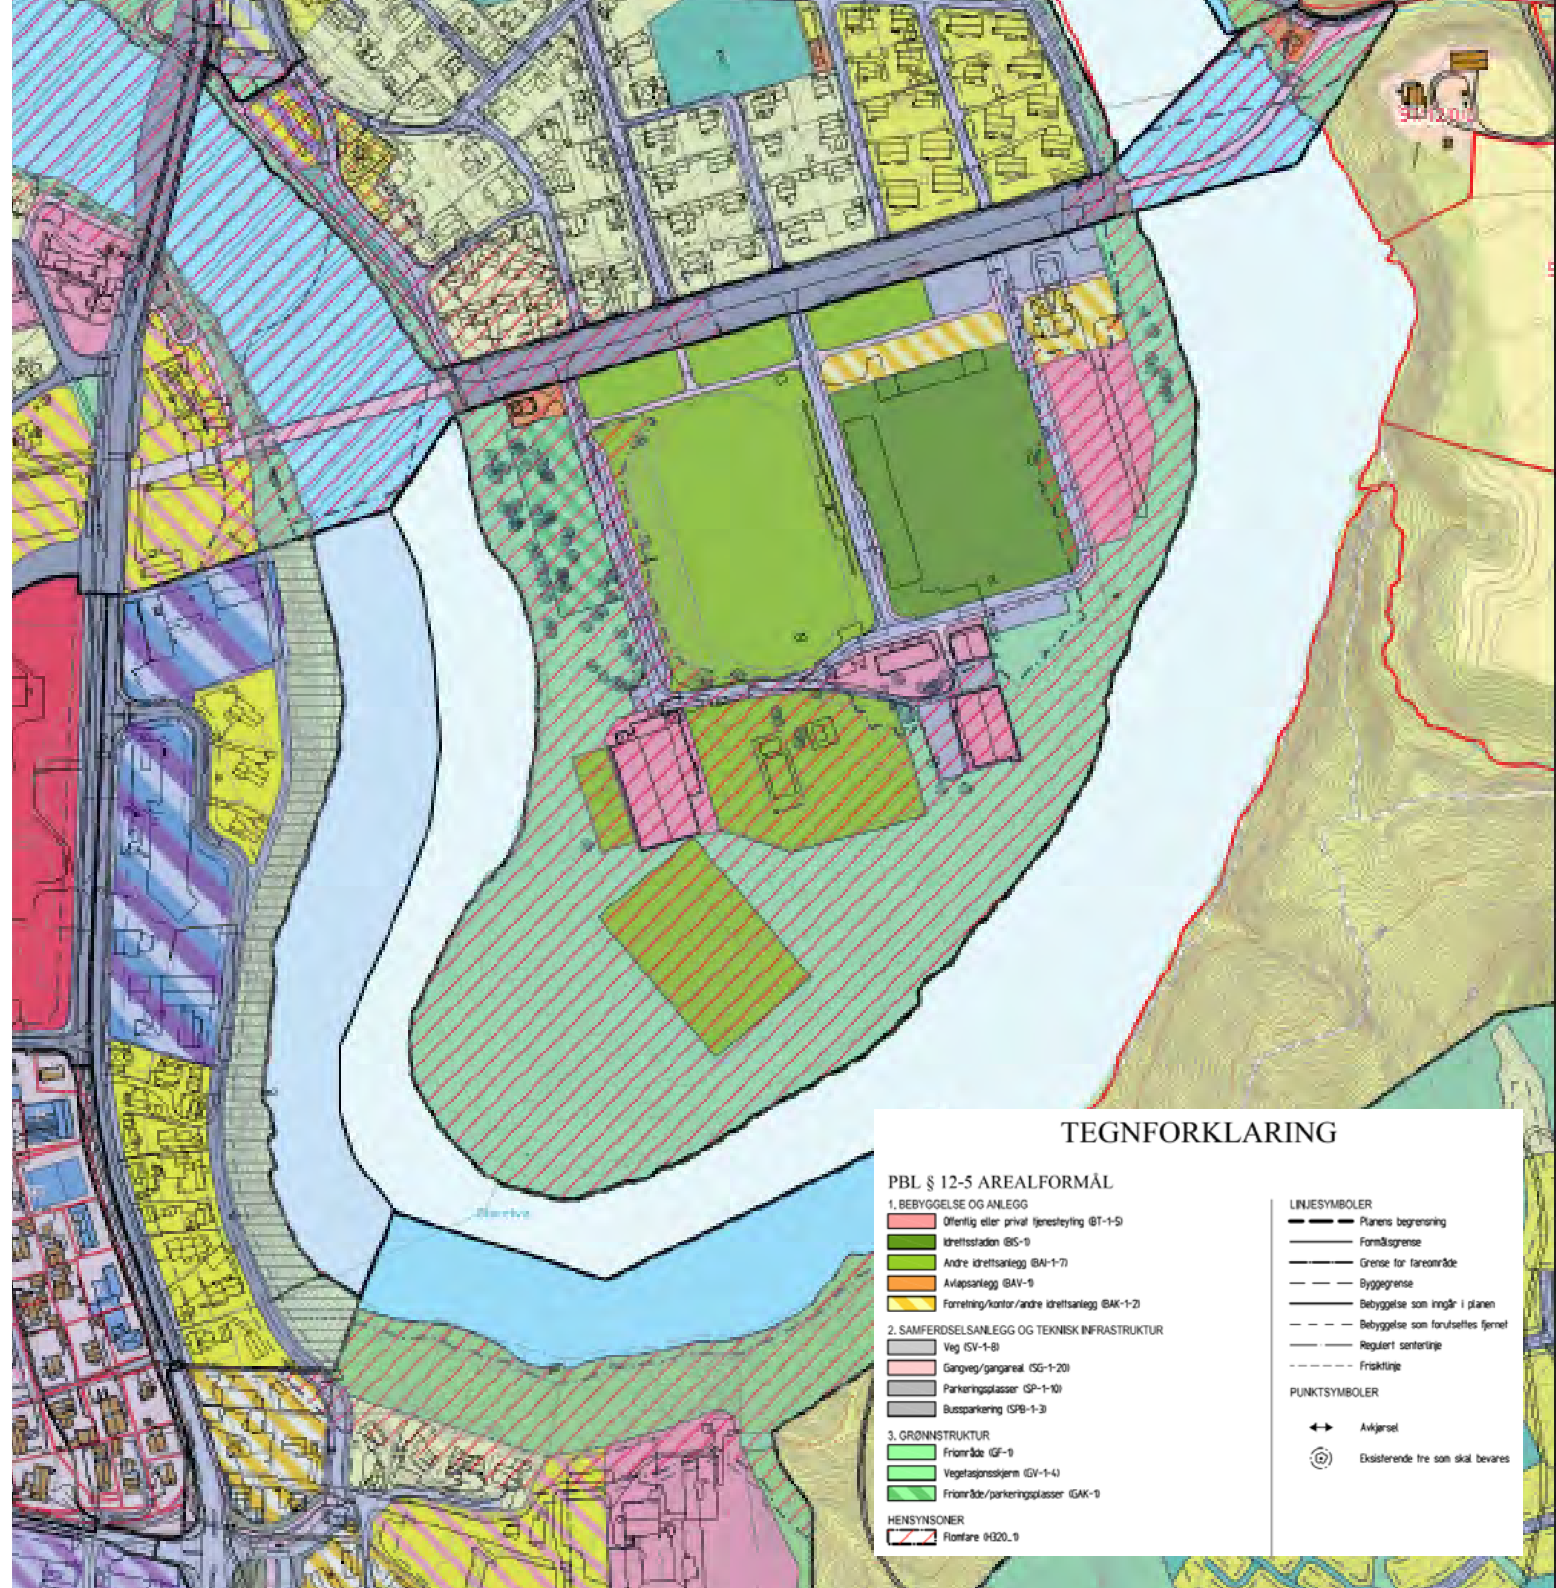 Storelva
TEGNFORKLARING
PBL § 12-5 AREALFORMÅL
1. BEBYGGELSE OG ANLEGG
Offentlig eller privat tjenesteyting (BT-1-5)
Idrettsstadion (BIS-1)
Andre idrettsanlegg (BAI-1-7)
Avløpsanlegg (BAV-1)
Forretning/kontor/andre idrettsanlegg (BAK-1-2)
2. SAMFERDSELSANLEGG OG TEKNISK INFRASTRUKTUR
Veg (SV-1-8)
Gangveg/gangareal (SG-1-20)
Parkeringsplasser (SP-1-10)
Bussparkering (SPB-1-3)
3. GRØNNSTRUKTUR
Friområde (GF-1)
Vegetasjonsskjerm (GV-1-4)
Friområde/parkeringsplasser (GAK-1)
HENSYNSONER
Flomfare (H320_1)
LINJESYMBOLER
Planens begrensning
Formålsgrense
Grense for fareområde
Byggegrense
Bebyggelse som inngår i planen
Bebyggelse som forutsettes fjernet
Regulert senterlinje
Frisiktlinje
PUNKTSYMBOLER
Avkjørsel
Eksisterende tre som skal bevares